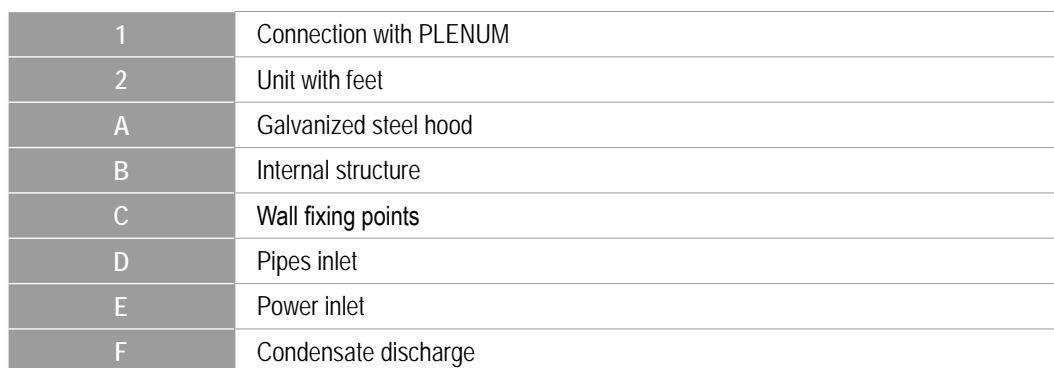 1 Connection with PLENUM
2 Unit with feet
A Galvanized steel hood
B Internal structure
C Wall fixing points
D Pipes inlet
E Power inlet
F Condensate discharge